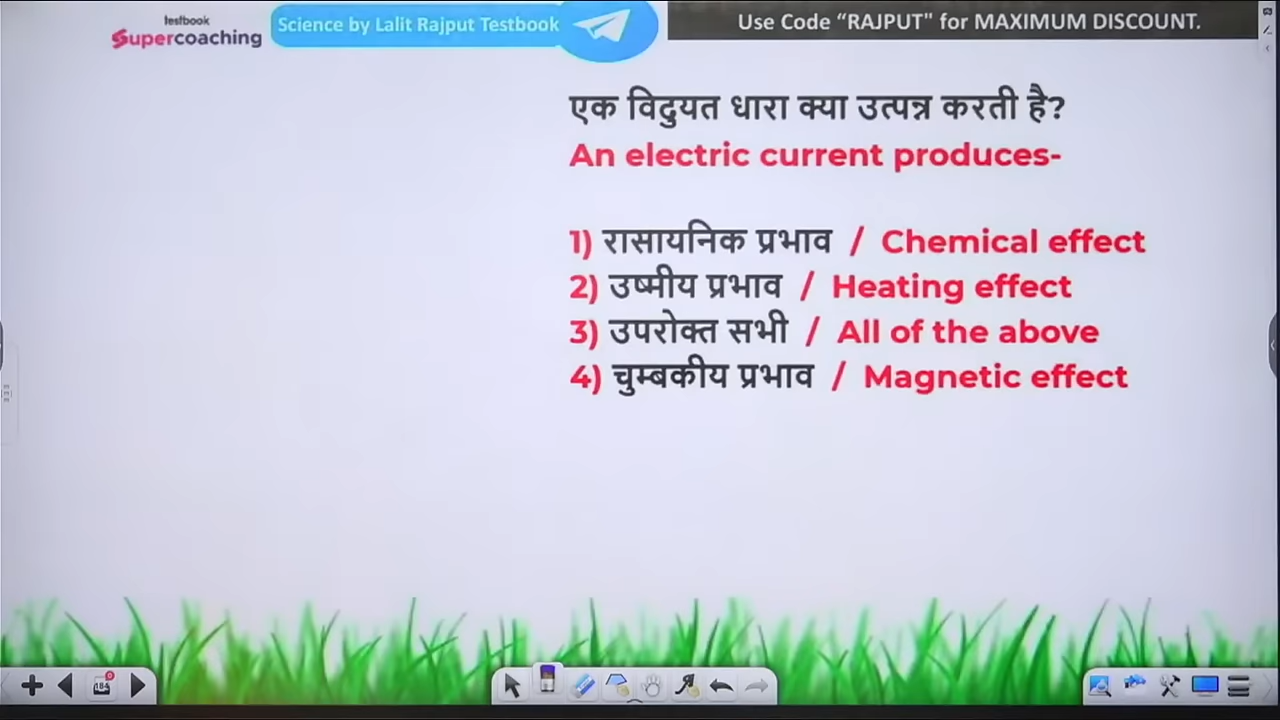 testbook
Supercoaching
Science by Lalit Rajput Testbook
Use Code “RAJPUT" for MAXIMUM DISCOUNT.
एक विदुयत धारा क्या उत्पन्न करती है?
An electric current produces-
1) रासायनिक प्रभाव / Chemical effect
2) उष्मीय प्रभाव / Heating effect
3) उपरोक्त सभी / All of the above
4) चुम्बकीय प्रभाव / Magnetic effect
184